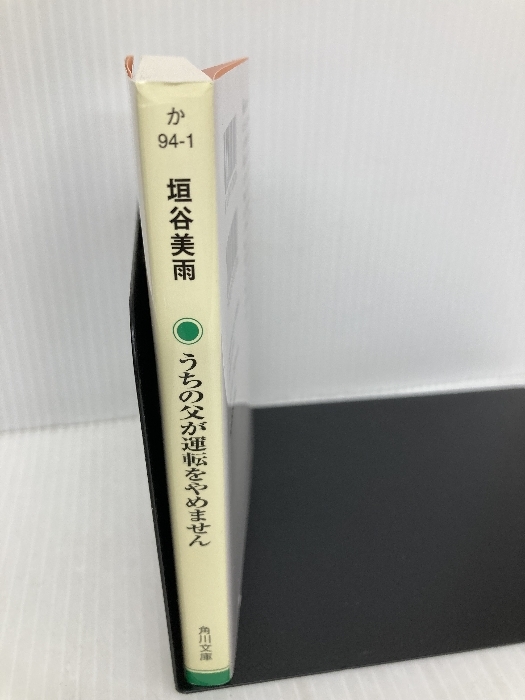 か
94-1
垣谷美雨
うちの父が運転をやめません
角川文庫